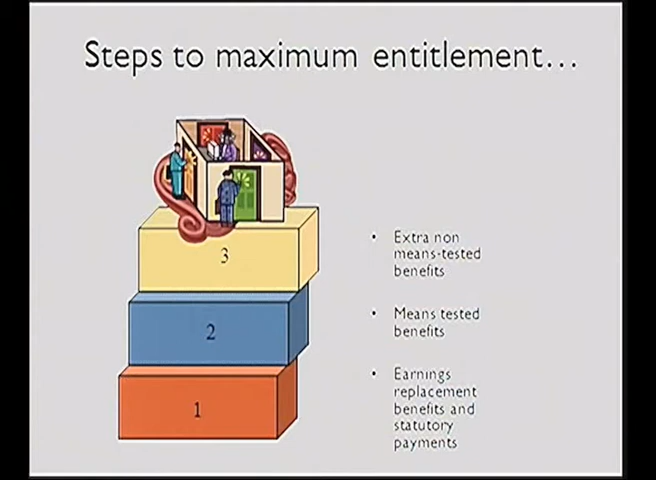 Steps to maximum entitlement...
3
2
1
• Extra non
means-tested
benefits
• Means tested
benefits
• Earnings
replacement
benefits and
statutory
payments